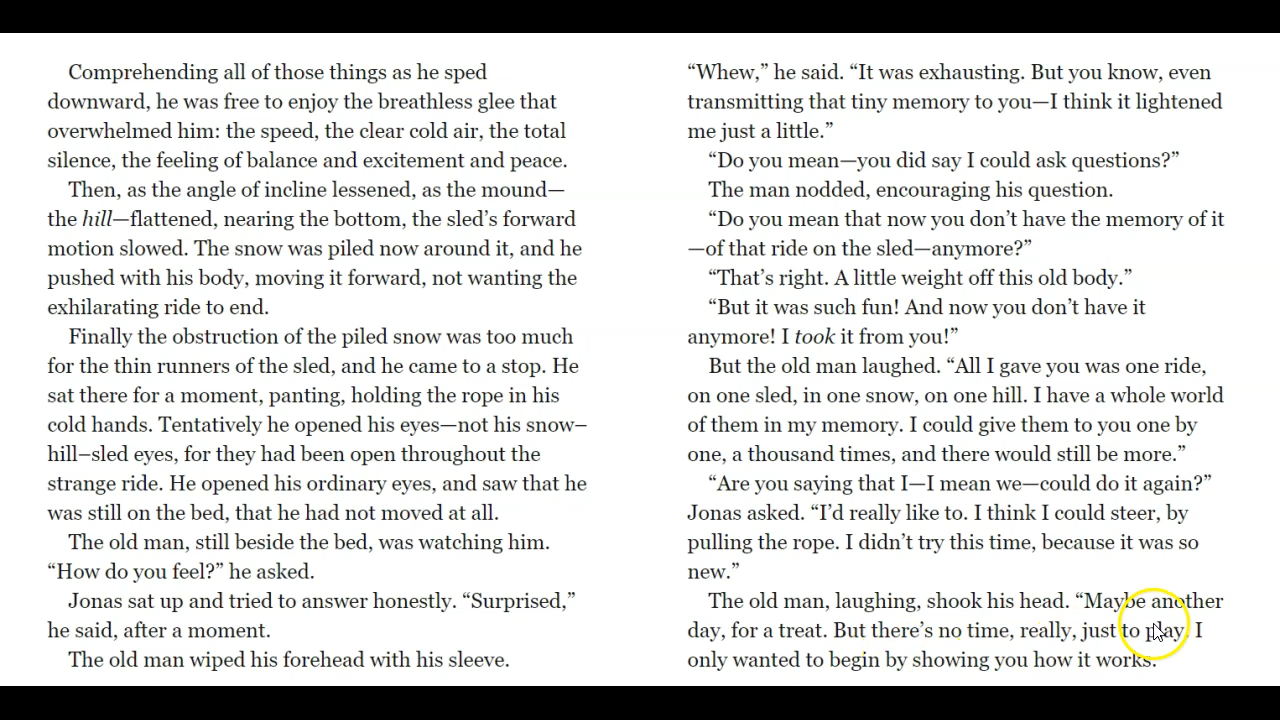 Comprehending all of those things as he sped
downward, he was free to enjoy the breathless glee that
overwhelmed him: the speed, the clear cold air, the total
silence, the feeling of balance and excitement and peace.
Then, as the angle of incline lessened, as the mound—
the hill—flattened, nearing the bottom, the sled’s forward
motion slowed. The snow was piled now around it, and he
pushed with his body, moving it forward, not wanting the
exhilarating ride to end.
Finally the obstruction of the piled snow was too much
for the thin runners of the sled, and he came to a stop. He
sat there for a moment, panting, holding the rope in his
cold hands. Tentatively he opened his eyes—not his snow–
hill–sled eyes, for they had been open throughout the
strange ride. He opened his ordinary eyes, and saw that he
was still on the bed, that he had not moved at all.
The old man, still beside the bed, was watching him.
“How do you feel?” he asked.
Jonas sat up and tried to answer honestly. “Surprised,”
he said, after a moment.
The old man wiped his forehead with his sleeve.
“Whew,” he said. “It was exhausting. But you know, even
transmitting that tiny memory to you—I think it lightened
me just a little.”
“Do you mean—you did say I could ask questions?”
The man nodded, encouraging his question.
“Do you mean that now you don’t have the memory of it
—of that ride on the sled—anymore?”
“That’s right. A little weight off this old body.”
“But it was such fun! And now you don’t have it
anymore! I took it from you!”
But the old man laughed. “All I gave you was one ride,
on one sled, in one snow, on one hill. I have a whole world
of them in my memory. I could give them to you one by
one, a thousand times, and there would still be more.”
“Are you saying that I—I mean we—could do it again?”
Jonas asked. “I’d really like to. I think I could steer, by
pulling the rope. I didn’t try this time, because it was so
new.”
The old man, laughing, shook his head. “Maybe another
day, for a treat. But there’s no time, really, just to play. I
only wanted to begin by showing you how it works.